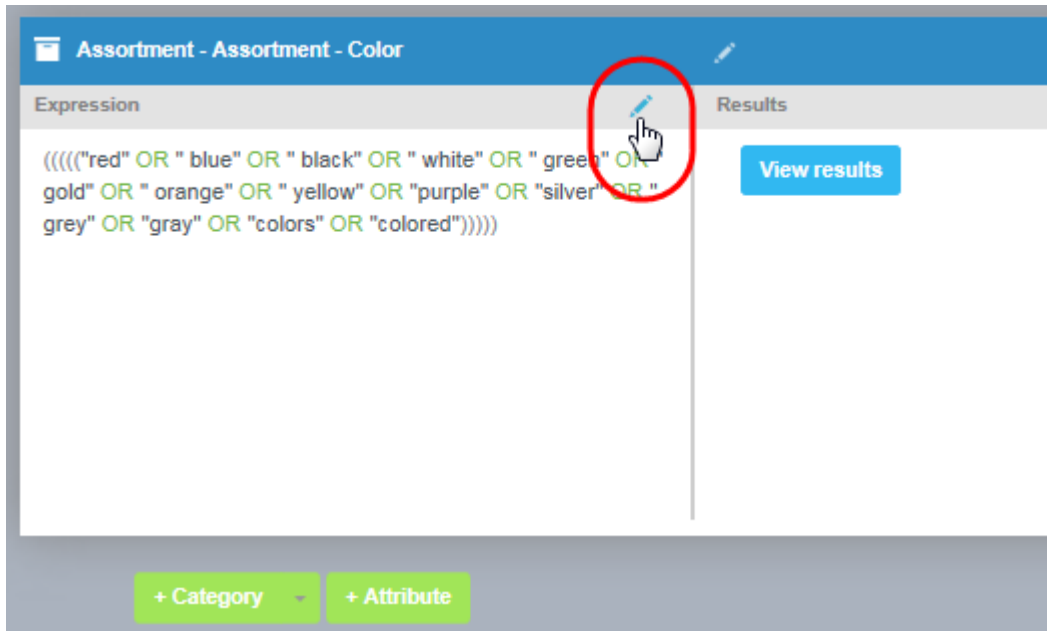 Assortment - Assortment - Color
Expression
Results
((((("red" OR " blue" OR " black" OR " white" OR " green" OR "
gold" OR " orange" OR " yellow" OR "purple" OR "silver" OR "
grey" OR "gray" OR "colors" OR "colored")))))
View results
+ Category
+ Attribute